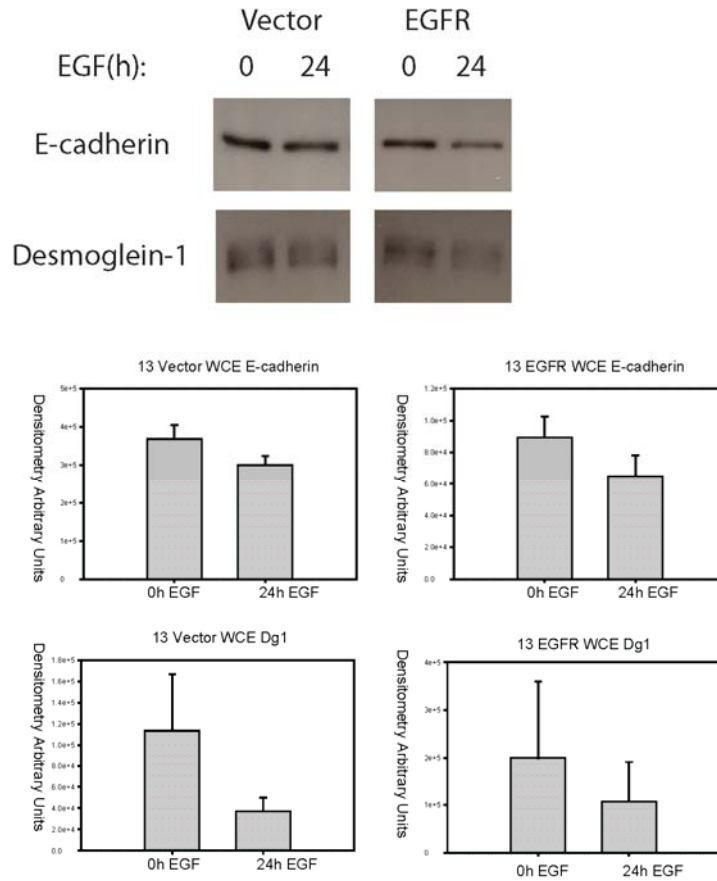 Vector EGFR
EGF(h): 0 24 0 24
E-cadherin
Desmoglein-1
13 Vector WCE E-cadherin
Densitometry Arbitrary Units
5e+5
4e+5
3e+5
2e+5
1e+5
0
0h EGF 24h EGF
13 EGFR WCE E-cadherin
Densitometry Arbitrary Units
1.2e+5
1.0e+5
8.0e+4
6.0e+4
4.0e+4
2.0e+4
0.0
0h EGF 24h EGF
13 Vector WCE Dg1
Densitometry Arbitrary Units
1.8e+5
1.6e+5
1.4e+5
1.2e+5
1.0e+5
8.0e+4
6.0e+4
4.0e+4
2.0e+4
0.0
0h EGF 24h EGF
13 EGFR WCE Dg1
Densitometry Arbitrary Units
4e+5
3e+5
2e+5
1e+5
0
0h EGF 24h EGF